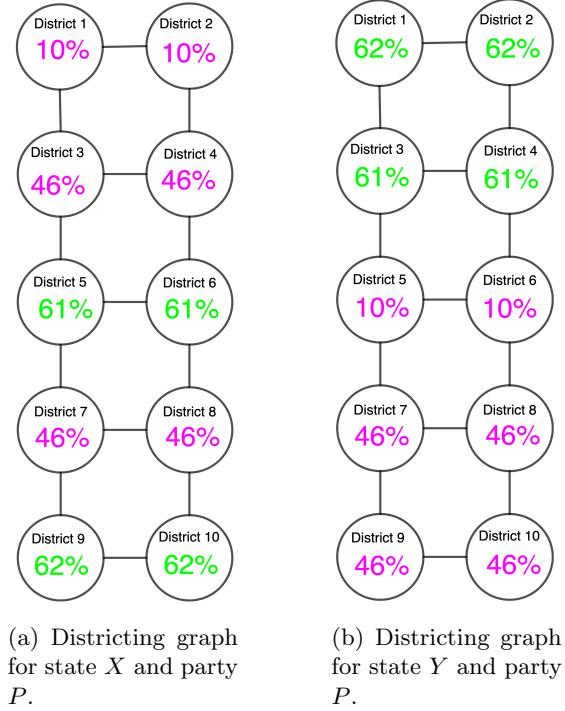 District 1
10%
District 2
10%
District 3
46%
District 4
46%
District 5
61%
District 6
61%
District 7
46%
District 8
46%
District 9
62%
District 10
62%
(a) Districting graph
for state X and party
P.
District 1
62%
District 2
62%
District 3
61%
District 4
61%
District 5
10%
District 6
10%
District 7
46%
District 8
46%
District 9
46%
District 10
46%
(b) Districting graph
for state Y and party
P.